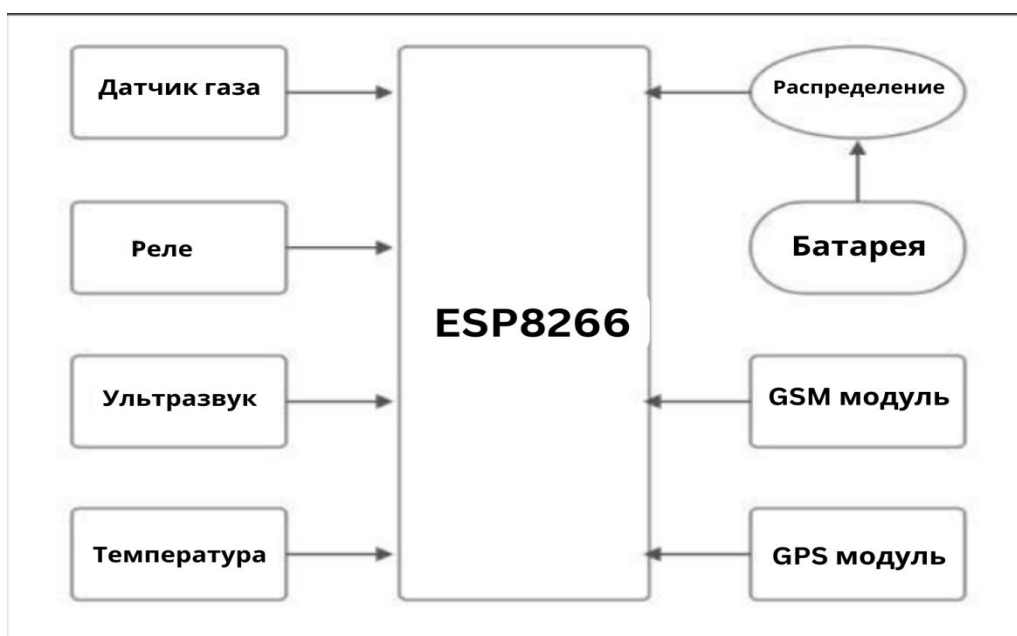 Датчик газа
Реле
Ультразвук
Температура
ESP8266
Распределение
Батарея
GSM модуль
GPS модуль